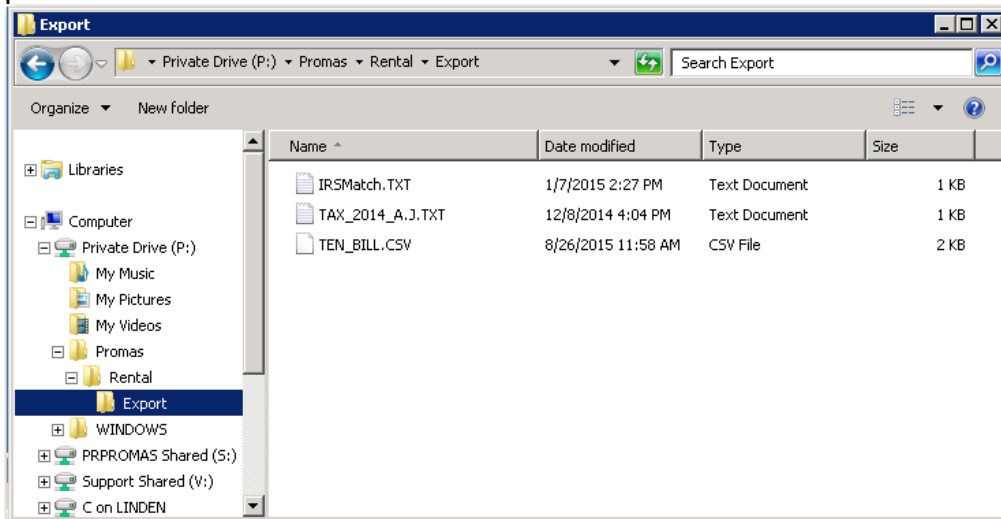 Export
Private Drive (P:) Promas Rental Export
Search Export
Organize New folder
Name Date modified Type Size
Libraries
Computer
Private Drive (P:)
My Music
My Pictures
My Videos
Promas
Rental
Export
WINDOWS
PRPROMAS Shared (S:)
Support Shared (V:)
C on LINDEN
IRSMatch.TXT 1/7/2015 2:27 PM Text Document 1 KB
TAX_2014_A.J.TXT 12/8/2014 4:04 PM Text Document 1 KB
TEN_BILL.CSV 8/26/2015 11:58 AM CSV File 2 KB